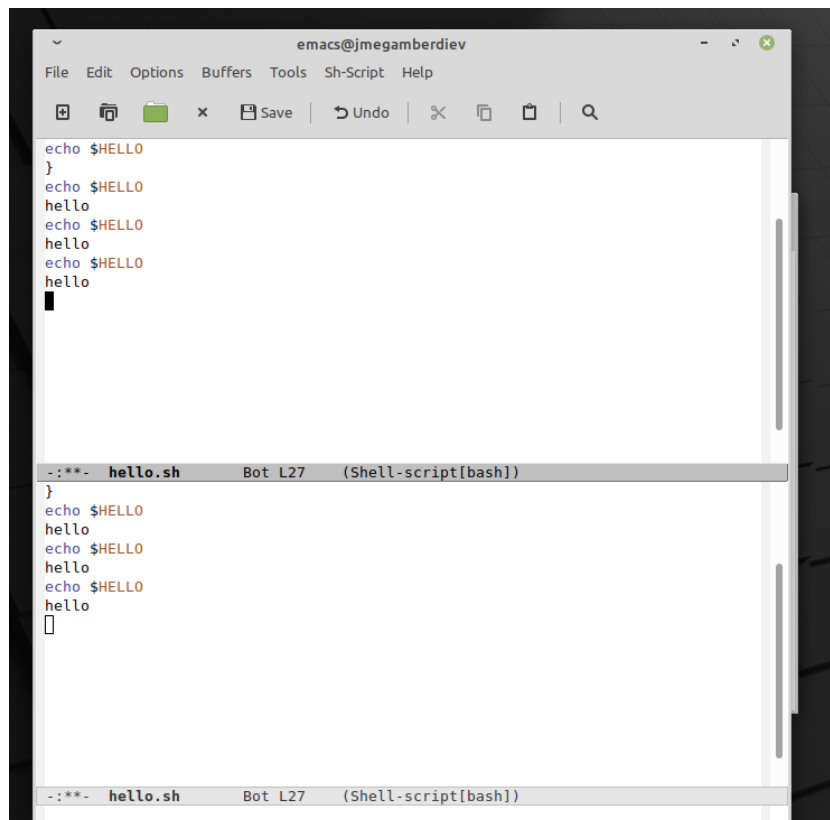 emacs@jmegamberdiev
File Edit Options Buffers Tools Sh-Script Help
Save Undo
echo $HELLO
}
echo $HELLO
hello
echo $HELLO
hello
echo $HELLO
hello
-:**- hello.sh Bot L27 (Shell-script[bash])
}
echo $HELLO
hello
echo $HELLO
hello
echo $HELLO
hello
-:**- hello.sh Bot L27 (Shell-script[bash])